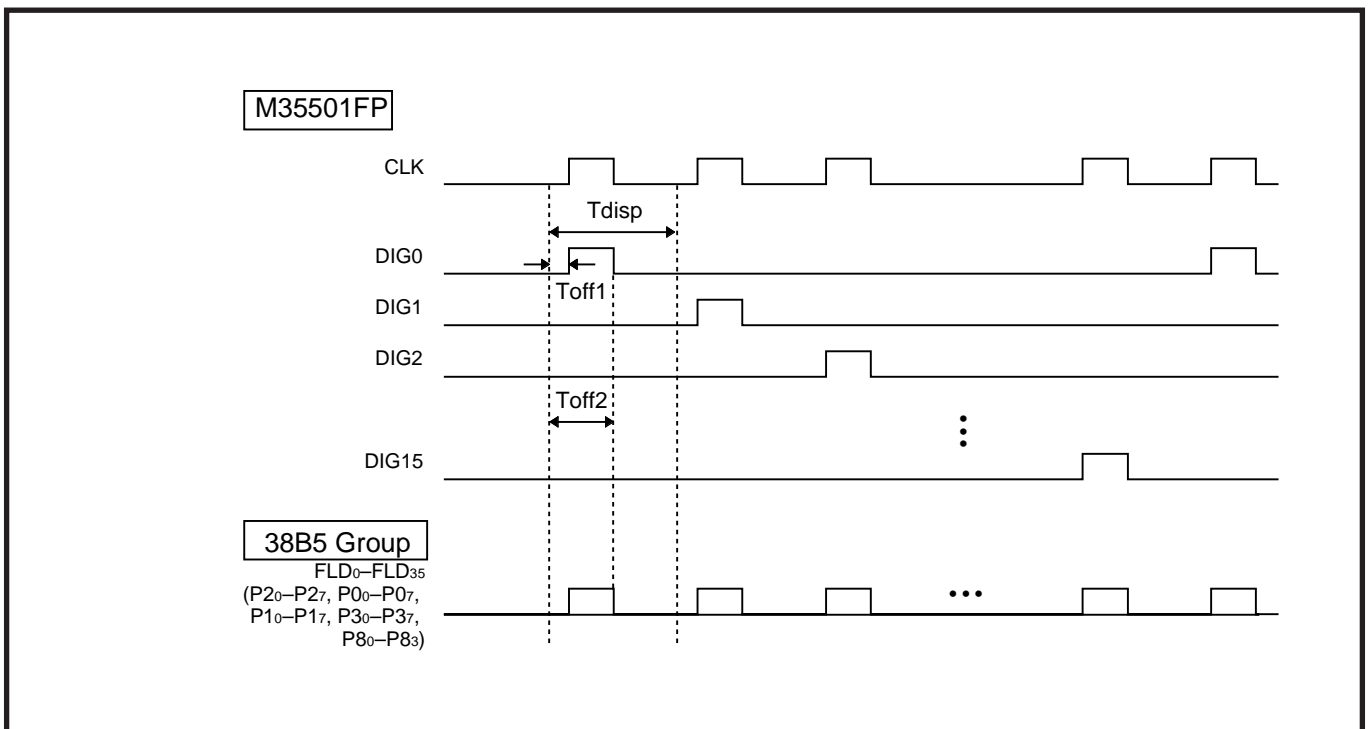 M35501FP
CLK
Tdisp
DIG0
Toff1
DIG1
DIG2
Toff2
DIG15
38B5 Group
FLD0–FLD35
(P20–P27, P00–P07,
P10–P17, P30–P37,
P80–P83)